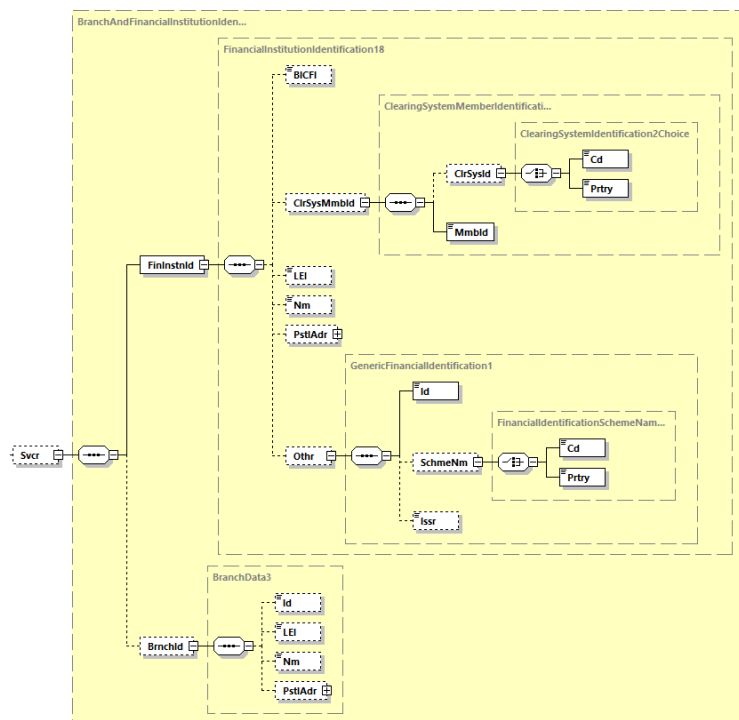 BranchAndFinancialInstitutionIden...
FinancialInstitutionIdentification18
BICFI
ClearingSystemMemberIdentificati...
ClearingSystemIdentification2Choice
Cd
ClrSysId
Prtry
ClrSysMmbId
MmbId
FinInstnId
LEI
Nm
PstlAdr
GenericFinancialIdentification1
Id
FinancialIdentificationSchemeNam...
Cd
Svcr
Othr
SchmeNm
Prtry
Issr
BranchData3
Id
LEI
BrnchId
Nm
PstlAdr